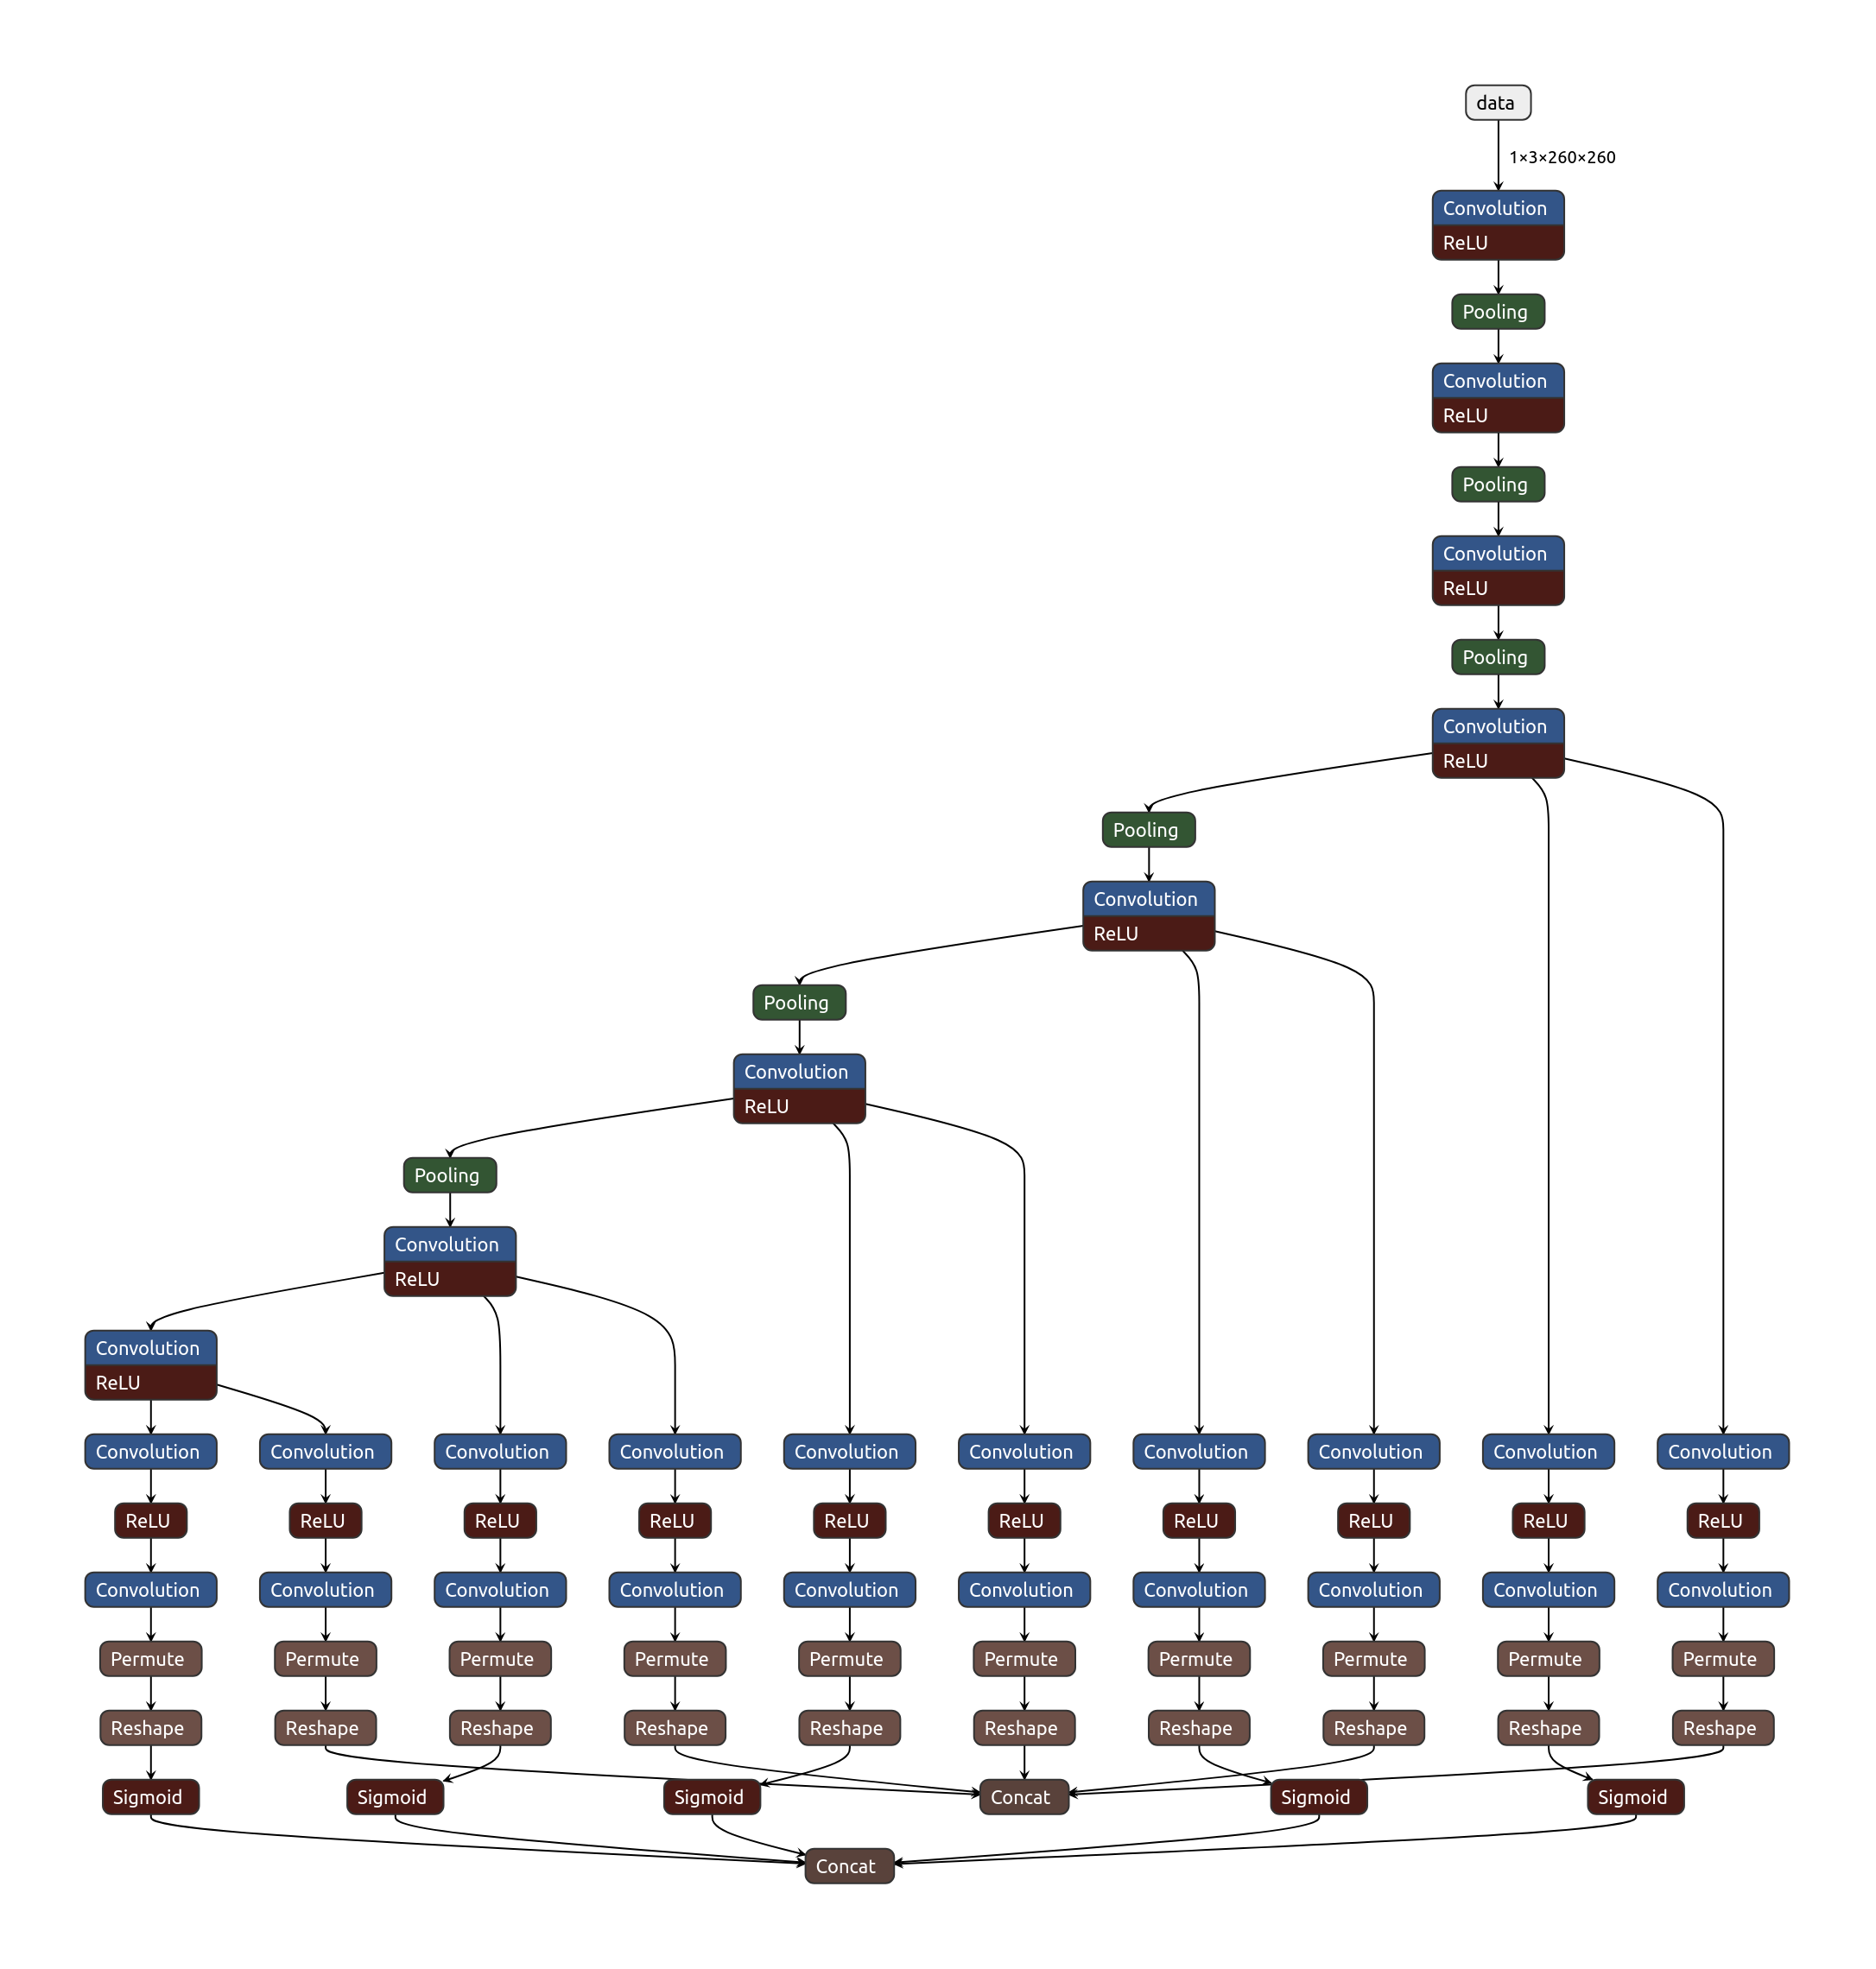 data
1×3×260×260
Convolution
ReLU
Pooling
Convolution
ReLU
Pooling
Convolution
ReLU
Pooling
Convolution
ReLU
Pooling
Convolution
ReLU
Pooling
Convolution
ReLU
Pooling
Convolution
ReLU
Convolution
ReLU
Convolution Convolution Convolution Convolution Convolution Convolution Convolution Convolution Convolution Convolution
ReLU ReLU ReLU ReLU ReLU ReLU ReLU ReLU ReLU ReLU
Convolution Convolution Convolution Convolution Convolution Convolution Convolution Convolution Convolution Convolution
Permute Permute Permute Permute Permute Permute Permute Permute Permute Permute
Reshape Reshape Reshape Reshape Reshape Reshape Reshape Reshape Reshape Reshape
Sigmoid Sigmoid Sigmoid Concat Sigmoid Sigmoid
Concat